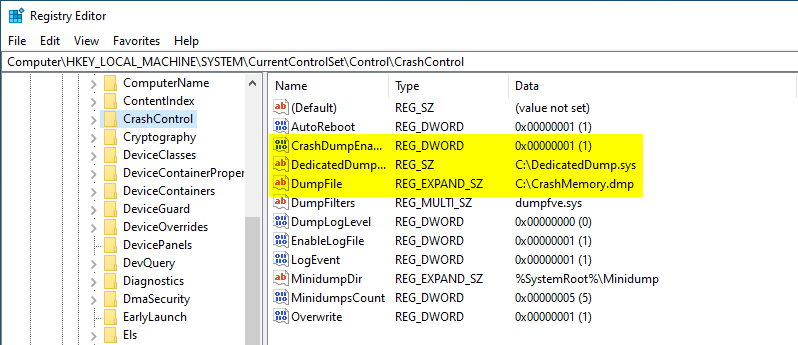 Registry Editor
File Edit View Favorites Help
Computer\HKEY_LOCAL_MACHINE\SYSTEM\CurrentControlSet\Control\CrashControl
ComputerName
ContentIndex
CrashControl
Cryptography
DeviceClasses
DeviceContainerProper
DeviceContainers
DeviceGuard
DeviceOverrides
DevicePanels
DevQuery
Diagnostics
DmaSecurity
EarlyLaunch
Els
Name Type Data
(Default) REG_SZ (value not set)
AutoReboot REG_DWORD 0x00000001 (1)
CrashDumpEna... REG_DWORD 0x00000001 (1)
DedicatedDump... REG_SZ C:\DedicatedDump.sys
DumpFile REG_EXPAND_SZ C:\CrashMemory.dmp
DumpFilters REG_MULTI_SZ dumpfve.sys
DumpLogLevel REG_DWORD 0x00000000 (0)
EnableLogFile REG_DWORD 0x00000001 (1)
LogEvent REG_DWORD 0x00000001 (1)
MinidumpDir REG_EXPAND_SZ %SystemRoot%\Minidump
MinidumpsCount REG_DWORD 0x00000005 (5)
Overwrite REG_DWORD 0x00000001 (1)